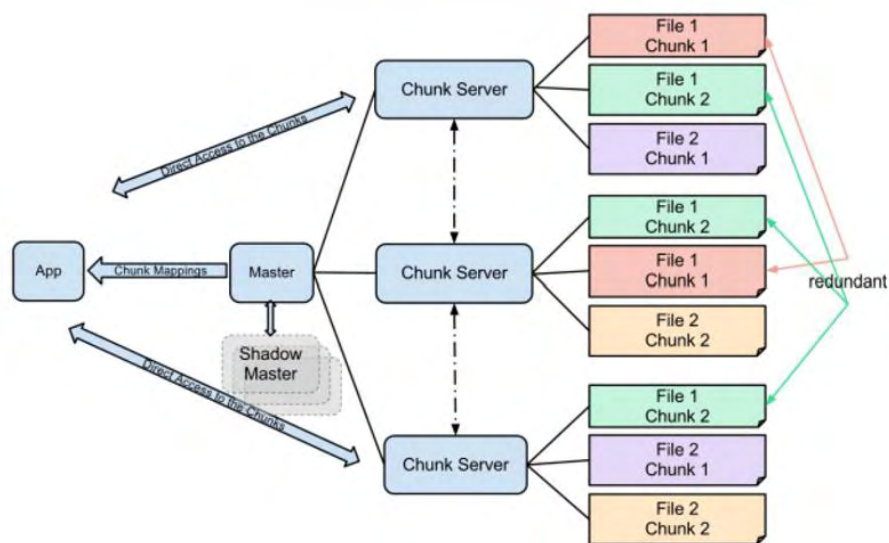 File 1
Chunk 1
Chunk Server
File 1
Chunk 2
File 2
Chunk 1
Direct Access to the Chunks
File 1
Chunk 2
App
Chunk Mappings
Master
Chunk Server
File 1
Chunk 1
redundant
File 2
Chunk 2
Shadow
Master
Direct Access to the Chunks
File 1
Chunk 2
Chunk Server
File 2
Chunk 1
File 2
Chunk 2